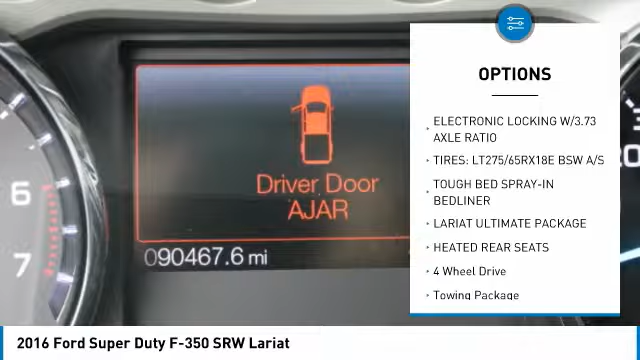 6
7
Driver Door
AJAR
090467.6 mi
OPTIONS
ELECTRONIC LOCKING W/3.73
AXLE RATIO
TIRES: LT275/65RX18E BSW A/S
TOUGH BED SPRAY-IN
BEDLINER
LARIAT ULTIMATE PACKAGE
HEATED REAR SEATS
4 Wheel Drive
Towing Package
2016 Ford Super Duty F-350 SRW Lariat